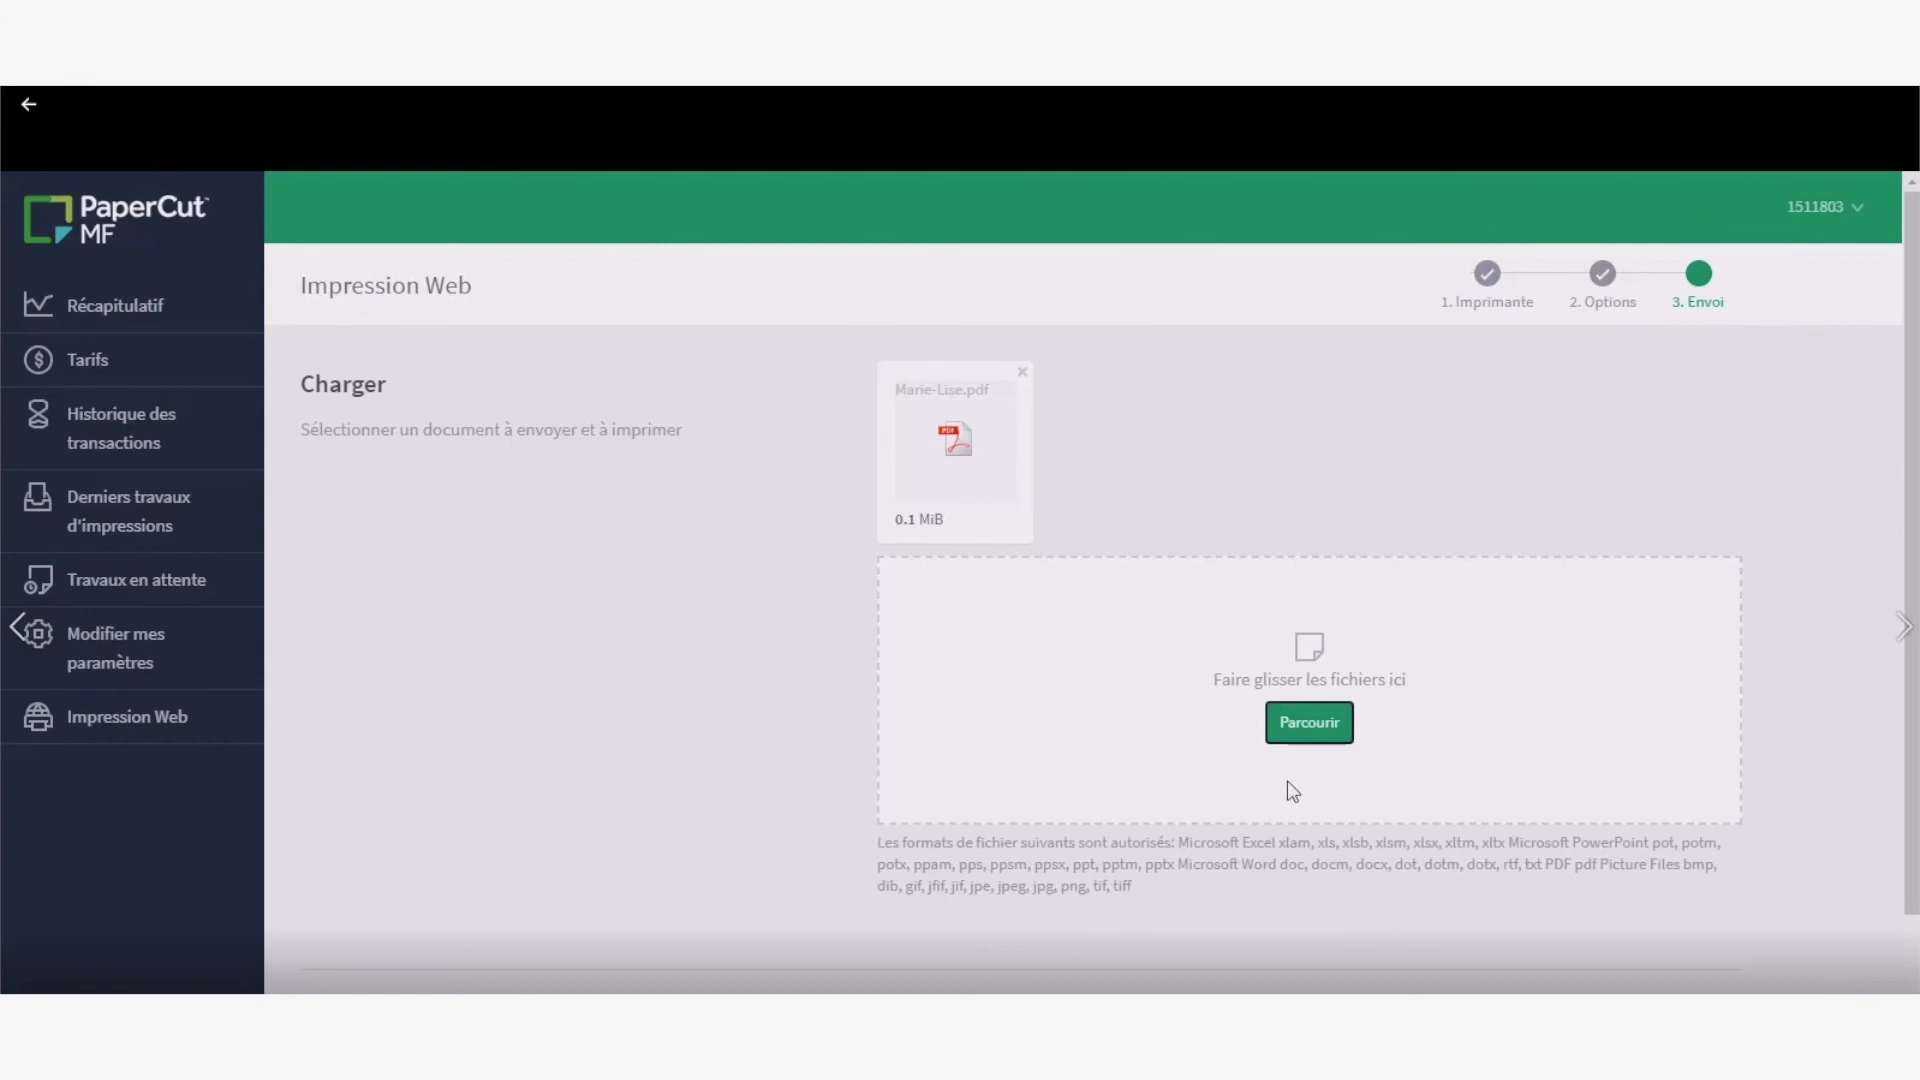 PaperCut™
MF
1511803
Récapitulatif
Tarifs
Historique des
transactions
Derniers travaux
d'impressions
Travaux en attente
Modifier mes
paramètres
Impression Web
Impression Web
1. Imprimante
2. Options
3. Envoi
Charger
Sélectionner un document à envoyer et à imprimer
Marie-Lise.pdf
PDF
0.1 MiB
Faire glisser les fichiers ici
Parcourir
Les formats de fichier suivants sont autorisés: Microsoft Excel xlam, xls, xlsb, xlsm, xlsx, xltm, xltx Microsoft PowerPoint pot, potm,
potx, ppam, pps, ppsm, ppsx, ppt, pptm, pptx Microsoft Word doc, docm, docx, dot, dotm, dotx, rtf, txt PDF pdf Picture Files bmp,
dib, gif, jfif, jif, jpe, jpeg, jpg, png, tif, tiff